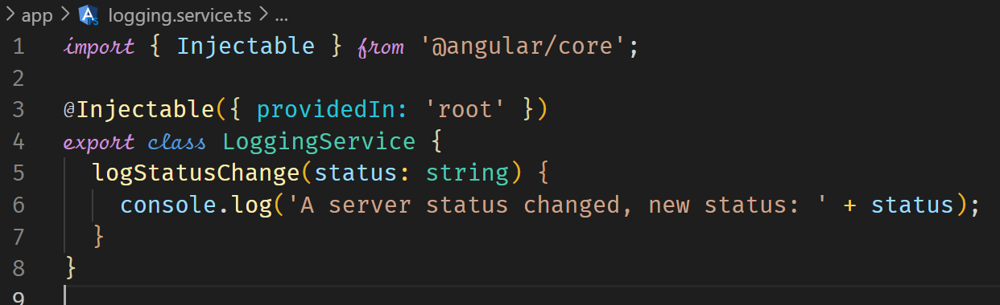 > app > TS logging.service.ts > ...
1 import { Injectable } from '@angular/core';
2
3 @Injectable({ providedIn: 'root' })
4 export class LoggingService {
5   logStatusChange(status: string) {
6     console.log('A server status changed, new status: ' + status);
7   }
8 }
9